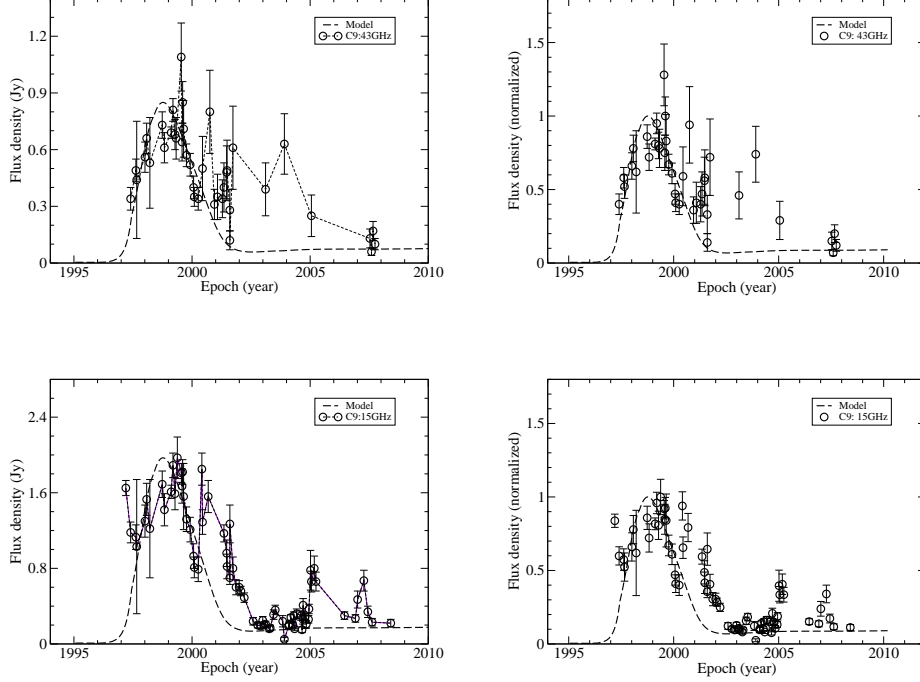 Model
C9:43GHz
1.2
0.9
0.6
0.3
0
Flux density (Jy)
1995 2000 2005 2010
Epoch (year)
Model
C9: 43GHz
1.5
1
0.5
0
Flux density (normalized)
1995 2000 2005 2010
Epoch (year)
Model
C9:15GHz
2.4
1.6
0.8
0
Flux density (Jy)
1995 2000 2005 2010
Epoch (year)
Model
C9: 15GHz
1.5
1
0.5
0
Flux density (normalized)
1995 2000 2005 2010
Epoch (year)